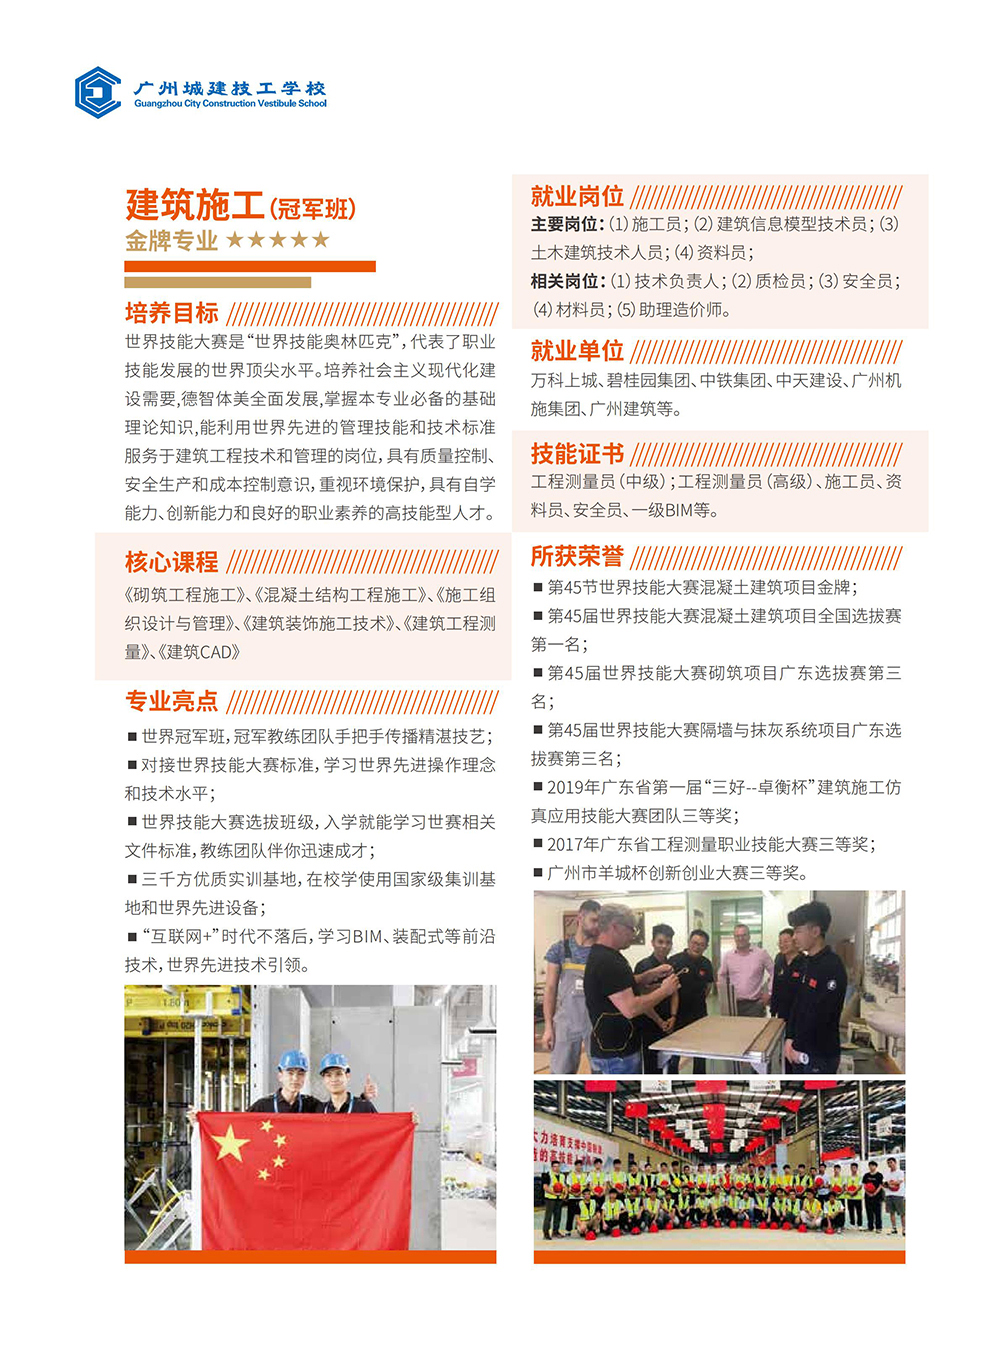 广州城建技工学校
Guangzhou City Construction Vestibule School
建筑施工(冠军班)
金牌专业 ★★★★★
培养目标
世界技能大赛是“世界技能奥林匹克”，代表了职业
技能发展的世界顶尖水平。培养社会主义现代化建
设需要,德智体美全面发展,掌握本专业必备的基础
理论知识,能利用世界先进的管理技能和技术标准
服务于建筑工程技术和管理的岗位，具有质量控制、
安全生产和成本控制意识，重视环境保护，具有自学
能力、创新能力和良好的职业素养的高技能型人才。
核心课程
《砌筑工程施工》、《混凝土结构工程施工》、《施工组
织设计与管理》、《建筑装饰施工技术》、《建筑工程测
量》、《建筑CAD》
专业亮点
■ 世界冠军班，冠军教练团队手把手传播精湛技艺；
■ 对接世界技能大赛标准，学习世界先进操作理念
和技术水平；
■ 世界技能大赛选拔班级，入学就能学习世赛相关
文件标准，教练团队伴你迅速成才；
■ 三千方优质实训基地，在校学使用国家级集训基
地和世界先进设备；
■ “互联网+”时代不落后，学习BIM、装配式等前沿
技术，世界先进技术引领。
就业岗位
主要岗位：（1）施工员；（2）建筑信息模型技术员；（3）
土木建筑技术人员；（4）资料员；
相关岗位：（1）技术负责人；（2）质检员；（3）安全员；
（4）材料员；（5）助理造价师。
就业单位
万科上城、碧桂园集团、中铁集团、中天建设、广州机
施集团、广州建筑等。
技能证书
工程测量员（中级）；工程测量员（高级）、施工员、资
料员、安全员、一级BIM等。
所获荣誉
■ 第45节世界技能大赛混凝土建筑项目金牌；
■ 第45届世界技能大赛混凝土建筑项目全国选拔赛
第一名；
■ 第45届世界技能大赛砌筑项目广东选拔赛第三
名；
■ 第45届世界技能大赛隔墙与抹灰系统项目广东选
拔赛第三名；
■ 2019年广东省第一届“三好--卓衡杯”建筑施工仿
真应用技能大赛团队三等奖；
■ 2017年广东省工程测量职业技能大赛三等奖；
■ 广州市羊城杯创新创业大赛三等奖。
大力培育支撑中国制造
造的高技能人才